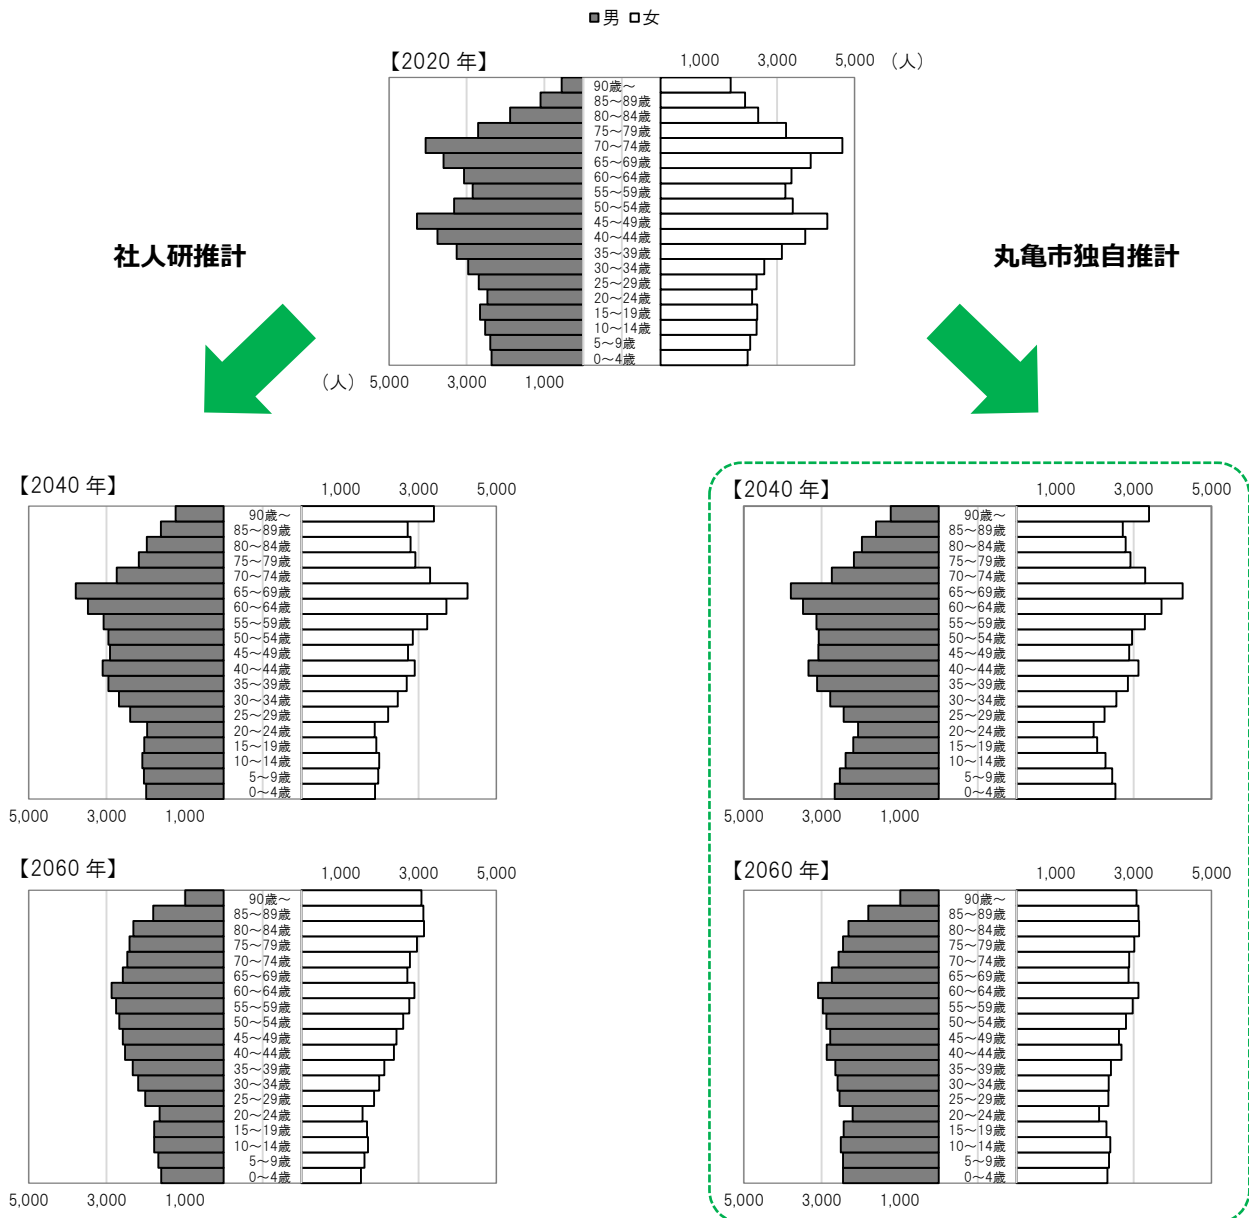 男 女
【2020 年】
1,000 3,000 5,000 (人)
90歳～
85～89歳
80～84歳
75～79歳
70～74歳
65～69歳
60～64歳
55～59歳
50～54歳
45～49歳
40～44歳
35～39歳
30～34歳
25～29歳
20～24歳
15～19歳
10～14歳
5～9歳
0～4歳
(人) 5,000 3,000 1,000
社人研推計
丸亀市独自推計
【2040 年】
1,000 3,000 5,000
90歳～
85～89歳
80～84歳
75～79歳
70～74歳
65～69歳
60～64歳
55～59歳
50～54歳
45～49歳
40～44歳
35～39歳
30～34歳
25～29歳
20～24歳
15～19歳
10～14歳
5～9歳
0～4歳
5,000 3,000 1,000
【2040 年】
1,000 3,000 5,000
90歳～
85～89歳
80～84歳
75～79歳
70～74歳
65～69歳
60～64歳
55～59歳
50～54歳
45～49歳
40～44歳
35～39歳
30～34歳
25～29歳
20～24歳
15～19歳
10～14歳
5～9歳
0～4歳
5,000 3,000 1,000
【2060 年】
1,000 3,000 5,000
90歳～
85～89歳
80～84歳
75～79歳
70～74歳
65～69歳
60～64歳
55～59歳
50～54歳
45～49歳
40～44歳
35～39歳
30～34歳
25～29歳
20～24歳
15～19歳
10～14歳
5～9歳
0～4歳
5,000 3,000 1,000
【2060 年】
1,000 3,000 5,000
90歳～
85～89歳
80～84歳
75～79歳
70～74歳
65～69歳
60～64歳
55～59歳
50～54歳
45～49歳
40～44歳
35～39歳
30～34歳
25～29歳
20～24歳
15～19歳
10～14歳
5～9歳
0～4歳
5,000 3,000 1,000